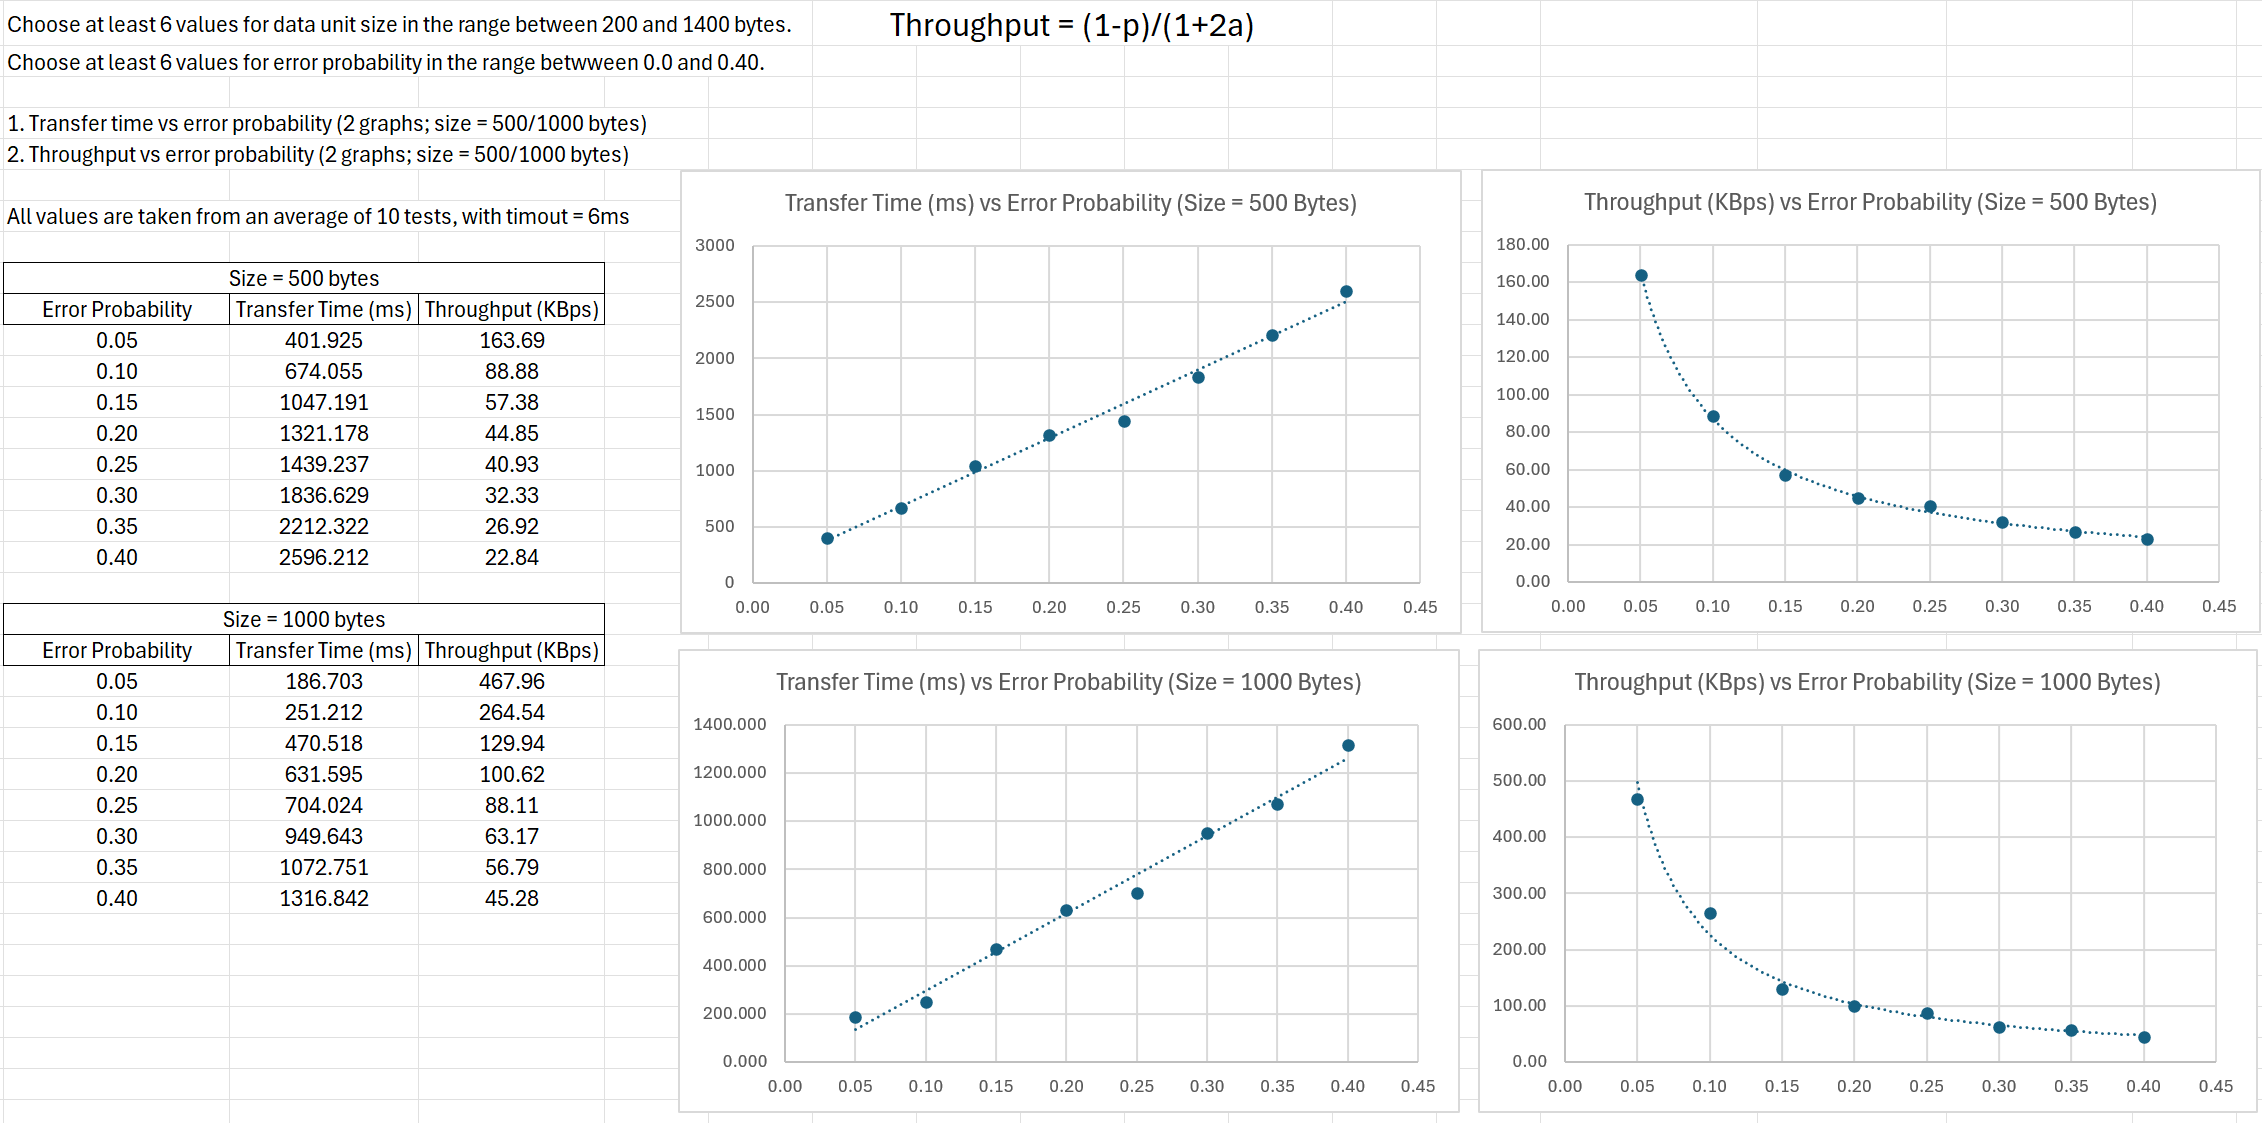 Choose at least 6 values for data unit size in the range between 200 and 1400 bytes.
Throughput = (1-p)/(1+2a)
Choose at least 6 values for error probability in the range betwween 0.0 and 0.40.
1. Transfer time vs error probability (2 graphs; size = 500/1000 bytes)
2. Throughput vs error probability (2 graphs; size = 500/1000 bytes)
All values are taken from an average of 10 tests, with timout = 6ms
Size = 500 bytes
Error Probability Transfer Time (ms) Throughput (KBps)
0.05 401.925 163.69
0.10 674.055 88.88
0.15 1047.191 57.38
0.20 1321.178 44.85
0.25 1439.237 40.93
0.30 1836.629 32.33
0.35 2212.322 26.92
0.40 2596.212 22.84
Size = 1000 bytes
Error Probability Transfer Time (ms) Throughput (KBps)
0.05 186.703 467.96
0.10 251.212 264.54
0.15 470.518 129.94
0.20 631.595 100.62
0.25 704.024 88.11
0.30 949.643 63.17
0.35 1072.751 56.79
0.40 1316.842 45.28
Transfer Time (ms) vs Error Probability (Size = 500 Bytes)
3000
2500
2000
1500
1000
500
0
0.00 0.05 0.10 0.15 0.20 0.25 0.30 0.35 0.40 0.45
Throughput (KBps) vs Error Probability (Size = 500 Bytes)
180.00
160.00
140.00
120.00
100.00
80.00
60.00
40.00
20.00
0.00
0.00 0.05 0.10 0.15 0.20 0.25 0.30 0.35 0.40 0.45
Transfer Time (ms) vs Error Probability (Size = 1000 Bytes)
1400.000
1200.000
1000.000
800.000
600.000
400.000
200.000
0.000
0.00 0.05 0.10 0.15 0.20 0.25 0.30 0.35 0.40 0.45
Throughput (KBps) vs Error Probability (Size = 1000 Bytes)
600.00
500.00
400.00
300.00
200.00
100.00
0.00
0.00 0.05 0.10 0.15 0.20 0.25 0.30 0.35 0.40 0.45